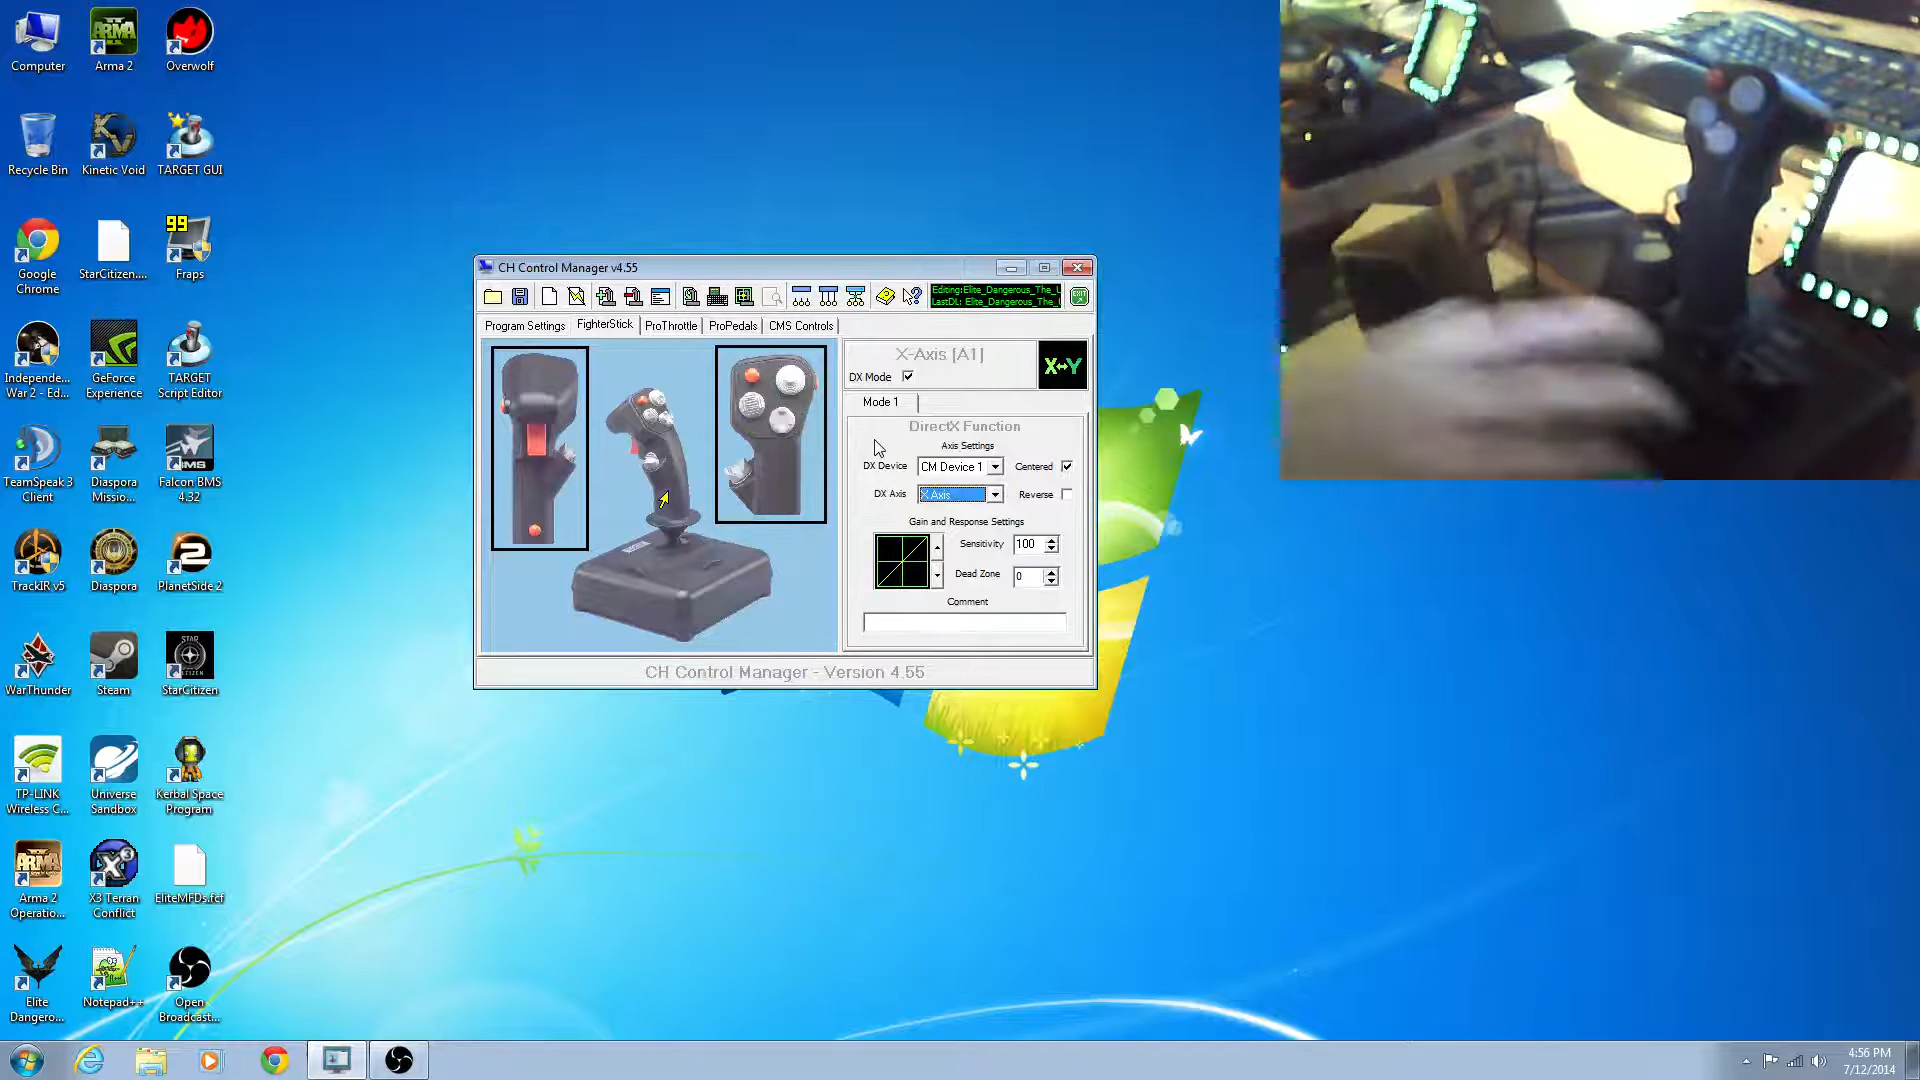 Computer
Arma 2
Overwolf
Recycle Bin
Kinetic Void
TARGET GUI
99
Google
Chrome
StarCitizen....
Fraps
Independe...
War 2 - Ed...
GeForce
Experience
TARGET
Script Editor
TeamSpeak 3
Client
Diaspora
Missio...
Falcon BMS
4.32
TrackIR v5
Diaspora
PlanetSide 2
WarThunder
Steam
StarCitizen
TP-LINK
Wireless C...
Universe
Sandbox
Kerbal Space
Program
Arma 2
Operatio...
X3 Terran
Conflict
EliteMFDs.fcf
Elite
Dangero...
Notepad++
Open
Broadcast...
CH Control Manager v4.55
Editing:Elite_Dangerous_The_L
LastDL: Elite_Dangerous_The_
EXIT
Program Settings
FighterStick
ProThrottle
ProPedals
CMS Controls
X-Axis [A1]
DX Mode
X↔Y
Mode 1
DirectX Function
Axis Settings
DX Device
CM Device 1
Centered
DX Axis
X Axis
Reverse
Gain and Response Settings
Sensitivity
100
Dead Zone
0
Comment
CH Control Manager - Version 4.55
4:56 PM
7/12/2014